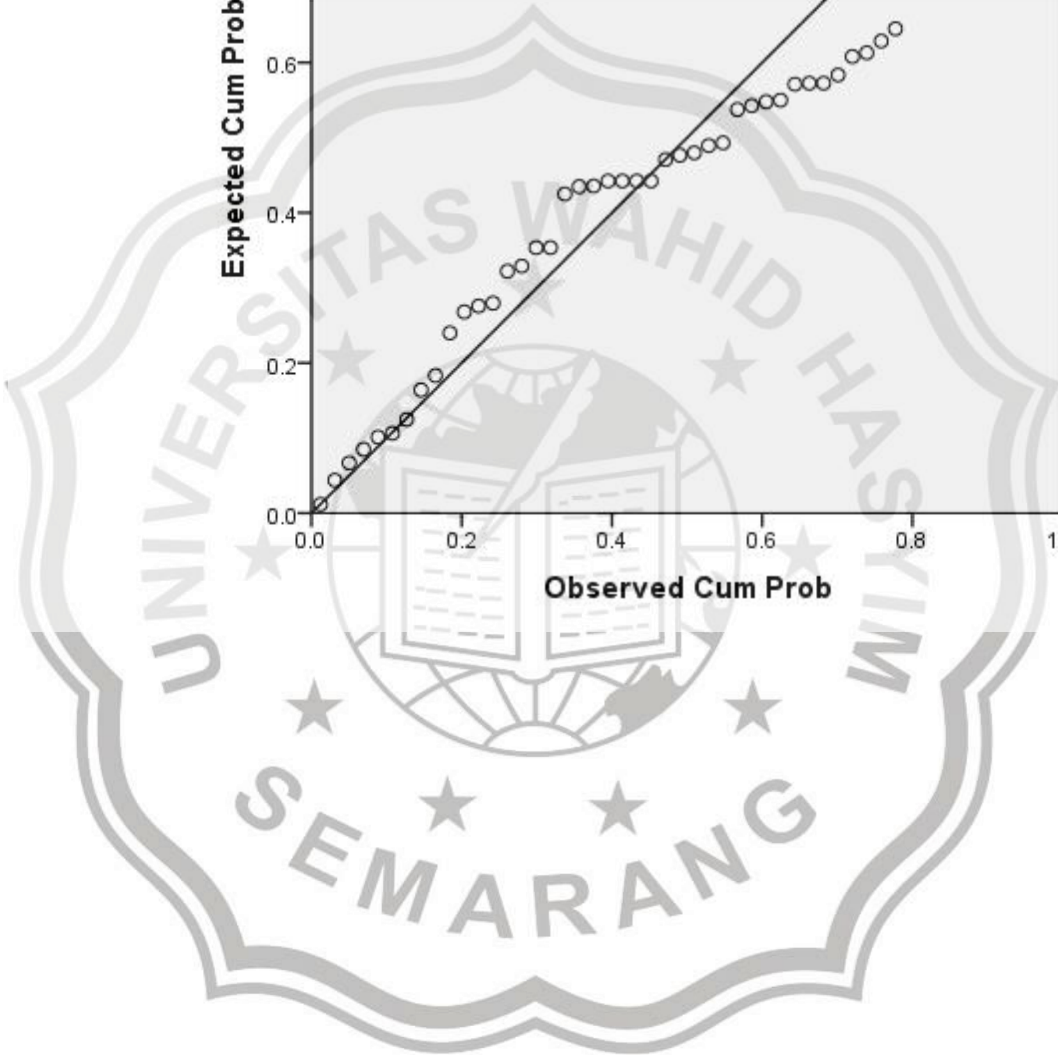 Expected Cum Prob
0.6
0.4
0.2
0.0
0.0 0.2 0.4 0.6 0.8 1
Observed Cum Prob
UNIVERSITAS WAHID HASYIM
SEMARANG